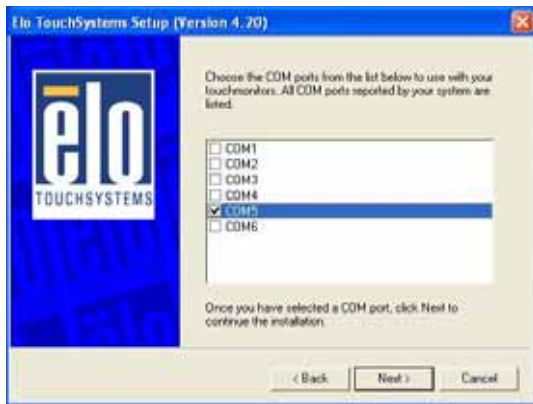 Elo TouchSystems Setup (Version 4.20)
elo
TOUCHSYSTEMS
Choose the COM ports from the list below to use with your
touchmonitors. All COM ports reported by your system are
listed.
COM1
COM2
COM3
COM4
COM5
COM6
Once you have selected a COM port, click Next to
continue the installation.
< Back
Next >
Cancel